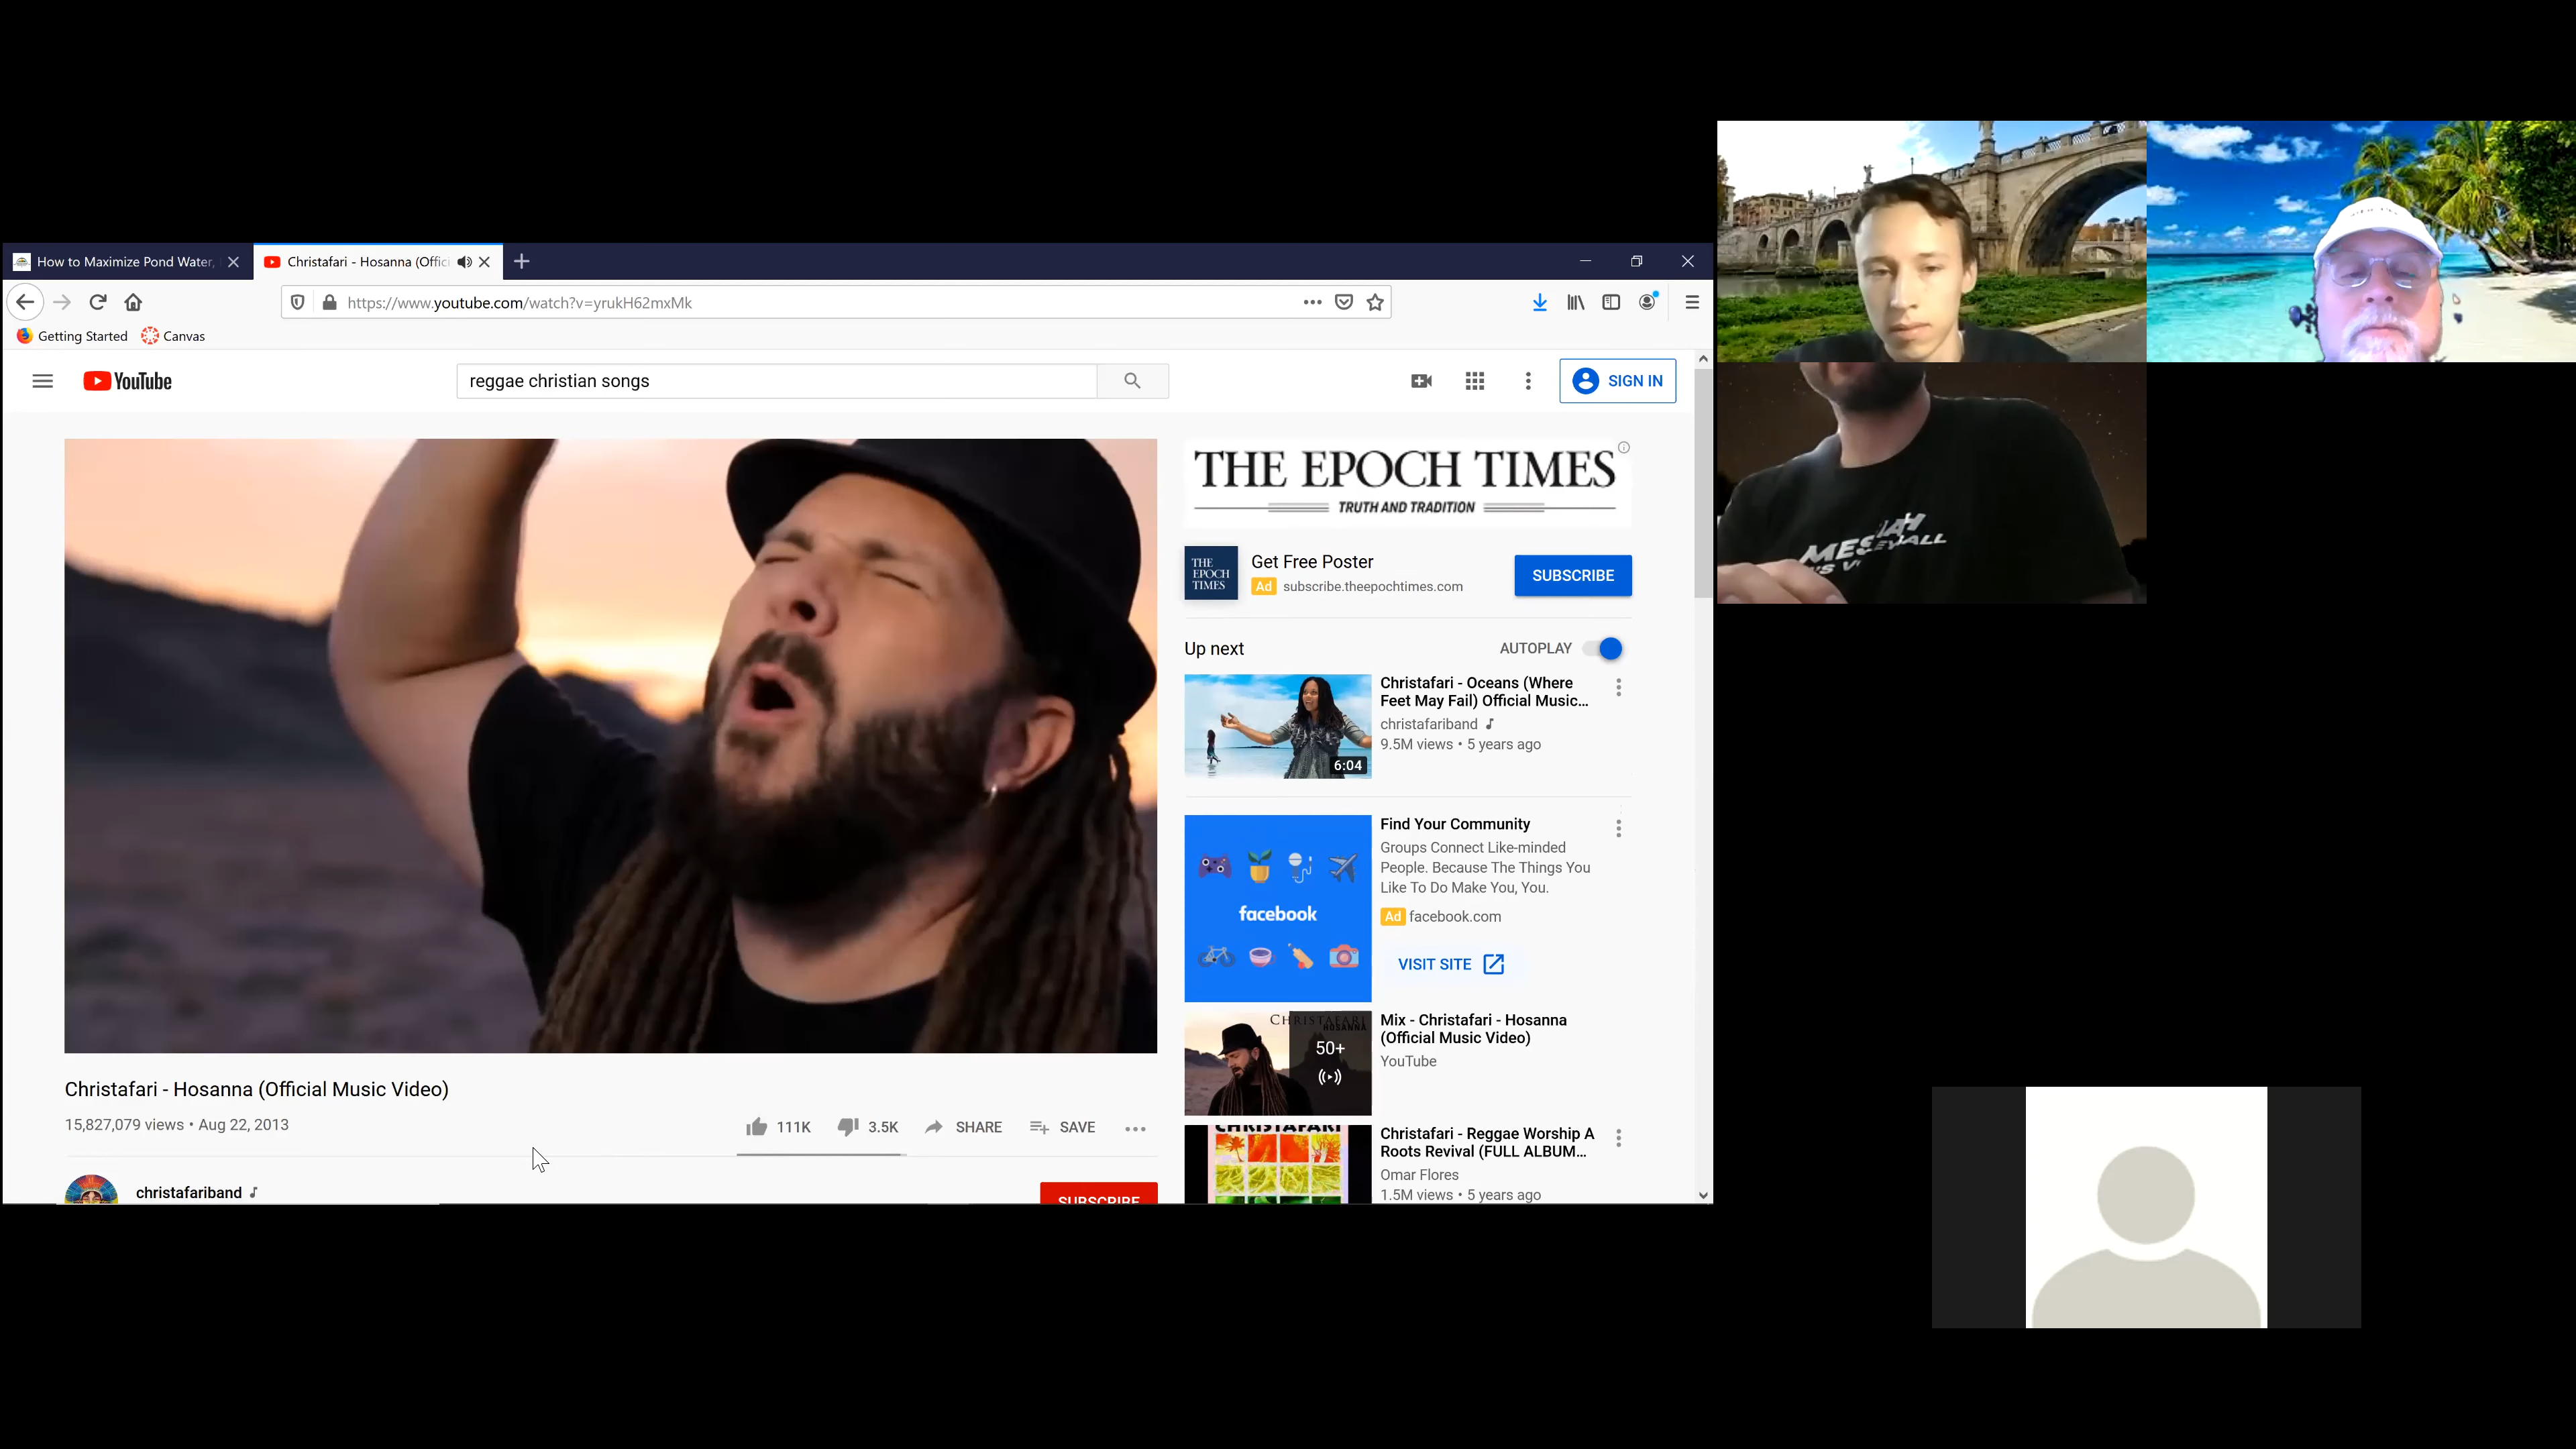 How to Maximize Pond Water,
Christafari - Hosanna (Offic
https://www.youtube.com/watch?v=yrukH62mxMk
Getting Started
Canvas
YouTube
reggae christian songs
SIGN IN
THE EPOCH TIMES
TRUTH AND TRADITION
THE
EPOCH
TIMES
Get Free Poster
Ad subscribe.theepochtimes.com
SUBSCRIBE
Up next
AUTOPLAY
6:04
Christafari - Oceans (Where
Feet May Fail) Official Music...
christafariband
9.5M views • 5 years ago
facebook
Find Your Community
Groups Connect Like-minded
People. Because The Things You
Like To Do Make You, You.
Ad facebook.com
VISIT SITE
CHRISTAFARI
HOSANNA
50+
Mix - Christafari - Hosanna
(Official Music Video)
YouTube
CHRISTAFARI
Christafari - Reggae Worship A
Roots Revival (FULL ALBUM...
Omar Flores
1.5M views • 5 years ago
Christafari - Hosanna (Official Music Video)
15,827,079 views • Aug 22, 2013
111K
3.5K
SHARE
SAVE
christafariband
SUBSCRIBE